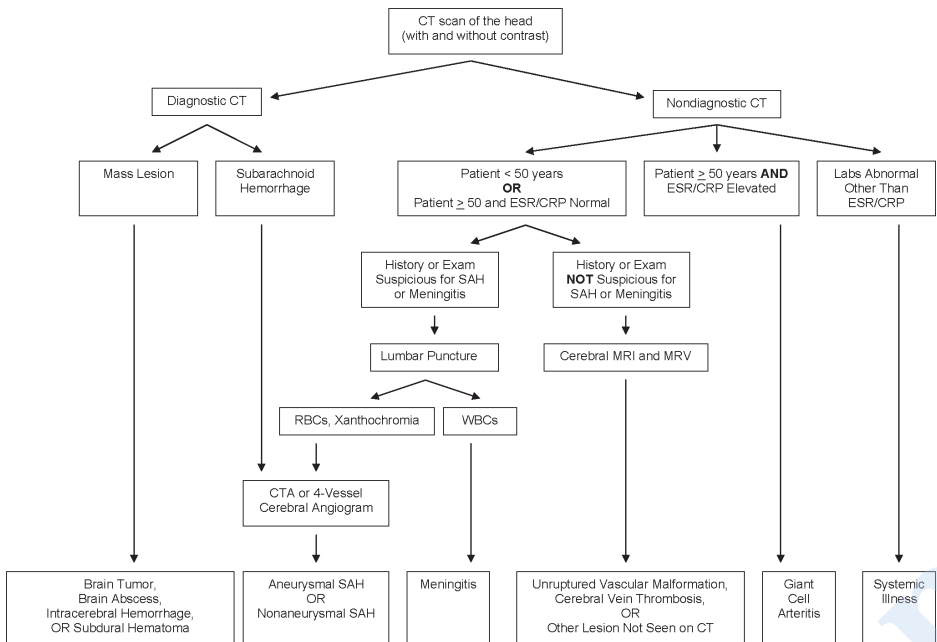 CT scan of the head
(with and without contrast)
Diagnostic CT
Nondiagnostic CT
Mass Lesion
Subarachnoid
Hemorrhage
Patient < 50 years
OR
Patient ≥ 50 and ESR/CRP Normal
Patient ≥ 50 years AND
ESR/CRP Elevated
Labs Abnormal
Other Than
ESR/CRP
History or Exam
Suspicious for SAH
or Meningitis
History or Exam
NOT Suspicious for
SAH or Meningitis
Lumbar Puncture
Cerebral MRI and MRV
RBCs, Xanthochromia
WBCs
CTA or 4-Vessel
Cerebral Angiogram
Brain Tumor,
Brain Abscess,
Intracerebral Hemorrhage,
OR Subdural Hematoma
Aneurysmal SAH
OR
Nonaneurysmal SAH
Meningitis
Unruptured Vascular Malformation,
Cerebral Vein Thrombosis,
OR
Other Lesion Not Seen on CT
Giant
Cell
Arteritis
Systemic
Illness